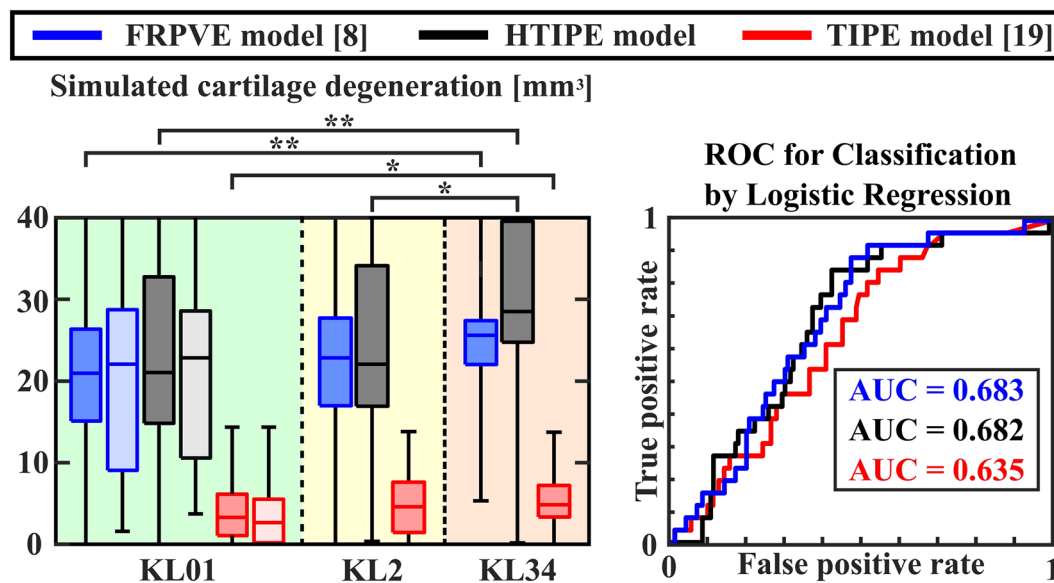 FRPVE model [8] HTIPE model TIPE model [19]
Simulated cartilage degeneration [mm³]
**
**
*
*
40
30
20
10
0
KL01 KL2 KL34
ROC for Classification
by Logistic Regression
1
True positive rate
AUC = 0.683
AUC = 0.682
AUC = 0.635
0 False positive rate 1